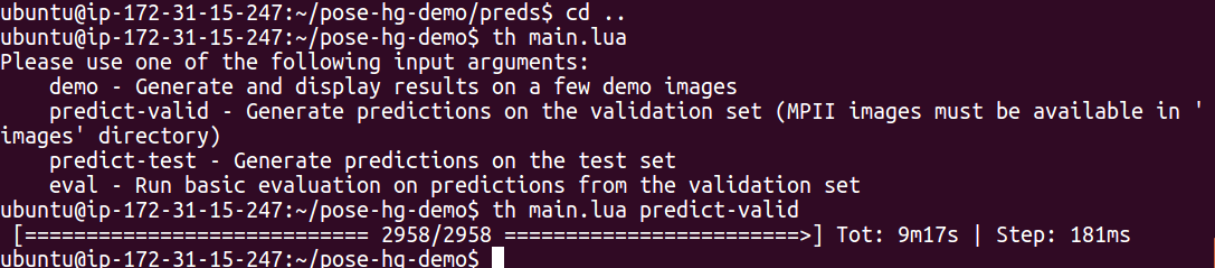 ubuntu@ip-172-31-15-247:~/pose-hg-demo/preds$ cd ..
ubuntu@ip-172-31-15-247:~/pose-hg-demo$ th main.lua
Please use one of the following input arguments:
    demo - Generate and display results on a few demo images
    predict-valid - Generate predictions on the validation set (MPII images must be available in '
images' directory)
    predict-test - Generate predictions on the test set
    eval - Run basic evaluation on predictions from the validation set
ubuntu@ip-172-31-15-247:~/pose-hg-demo$ th main.lua predict-valid
 [============================ 2958/2958 ========================>] Tot: 9m17s | Step: 181ms
ubuntu@ip-172-31-15-247:~/pose-hg-demo$